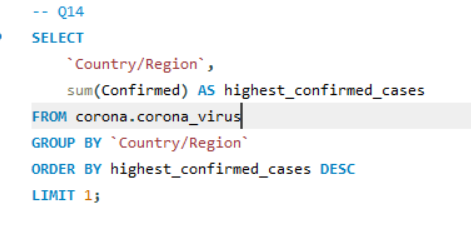 -- Q14
SELECT
`Country/Region`,
sum(Confirmed) AS highest_confirmed_cases
FROM corona.corona_virus
GROUP BY `Country/Region`
ORDER BY highest_confirmed_cases DESC
LIMIT 1;